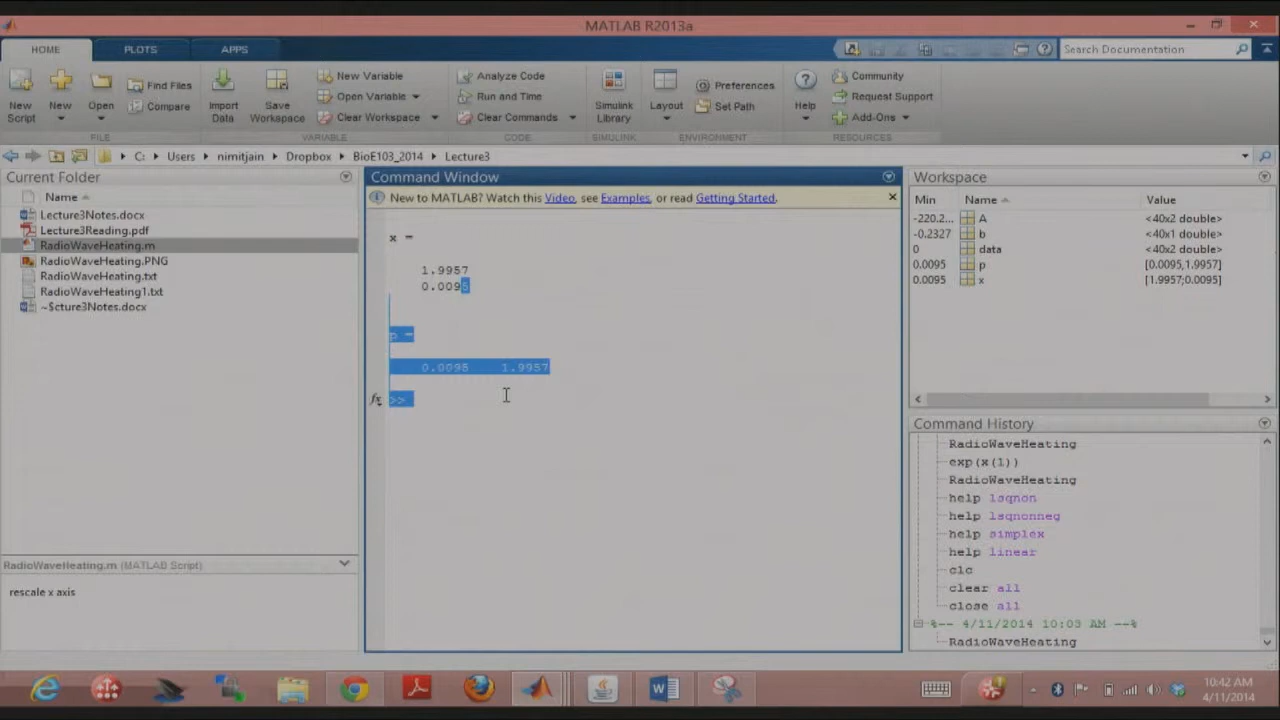 MATLAB R2013a
HOME PLOTS APPS
Search Documentation
New Script
New
Open
Find Files
Compare
Import Data
Save Workspace
New Variable
Open Variable
Clear Workspace
Analyze Code
Run and Time
Clear Commands
Simulink Library
Layout
Preferences
Set Path
Help
Community
Request Support
Add-Ons
FILE VARIABLE CODE SIMULINK ENVIRONMENT RESOURCES
C: Users nimitjain Dropbox BioE103_2014 Lecture3
Current Folder
Name
Lecture3Notes.docx
Lecture3Reading.pdf
RadioWaveHeating.m
RadioWaveHeating.PNG
RadioWaveHeating.txt
RadioWaveHeating1.txt
~$cture3Notes.docx
RadioWaveHeating.m (MATLAB Script)
rescale x axis
Command Window
New to MATLAB? Watch this Video, see Examples, or read Getting Started.
x =
1.9957
0.0095
p =
0.0095 1.9957
fx >>
Workspace
Min Name Value
-220.2... A <40x2 double>
-0.2327 b <40x1 double>
0 data <40x2 double>
0.0095 p [0.0095,1.9957]
0.0095 x [1.9957;0.0095]
Command History
RadioWaveHeating
exp(x(1))
RadioWaveHeating
help lsqnon
help lsqnonneg
help simplex
help linear
clc
clear all
close all
%-- 4/11/2014 10:03 AM --%
RadioWaveHeating
10:42 AM
4/11/2014